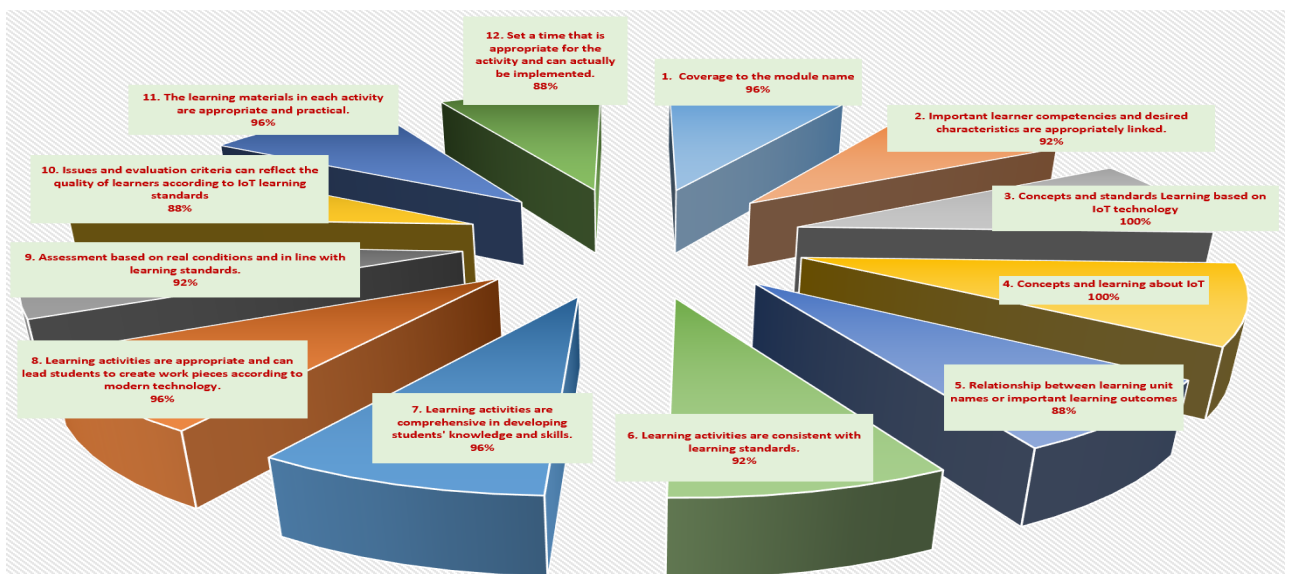 12. Set a time that is
appropriate for the
activity and can actually
be implemented.
88%
1. Coverage to the module name
96%
2. Important learner competencies and desired
characteristics are appropriately linked.
92%
3. Concepts and standards Learning based on
IoT technology
100%
4. Concepts and learning about IoT
100%
5. Relationship between learning unit
names or important learning outcomes
88%
6. Learning activities are consistent with
learning standards.
92%
7. Learning activities are
comprehensive in developing
students' knowledge and skills.
96%
8. Learning activities are appropriate and can
lead students to create work pieces according to
modern technology.
96%
9. Assessment based on real conditions and in line with
learning standards.
92%
10. Issues and evaluation criteria can reflect the
quality of learners according to IoT learning
standards
88%
11. The learning materials in each activity
are appropriate and practical.
96%